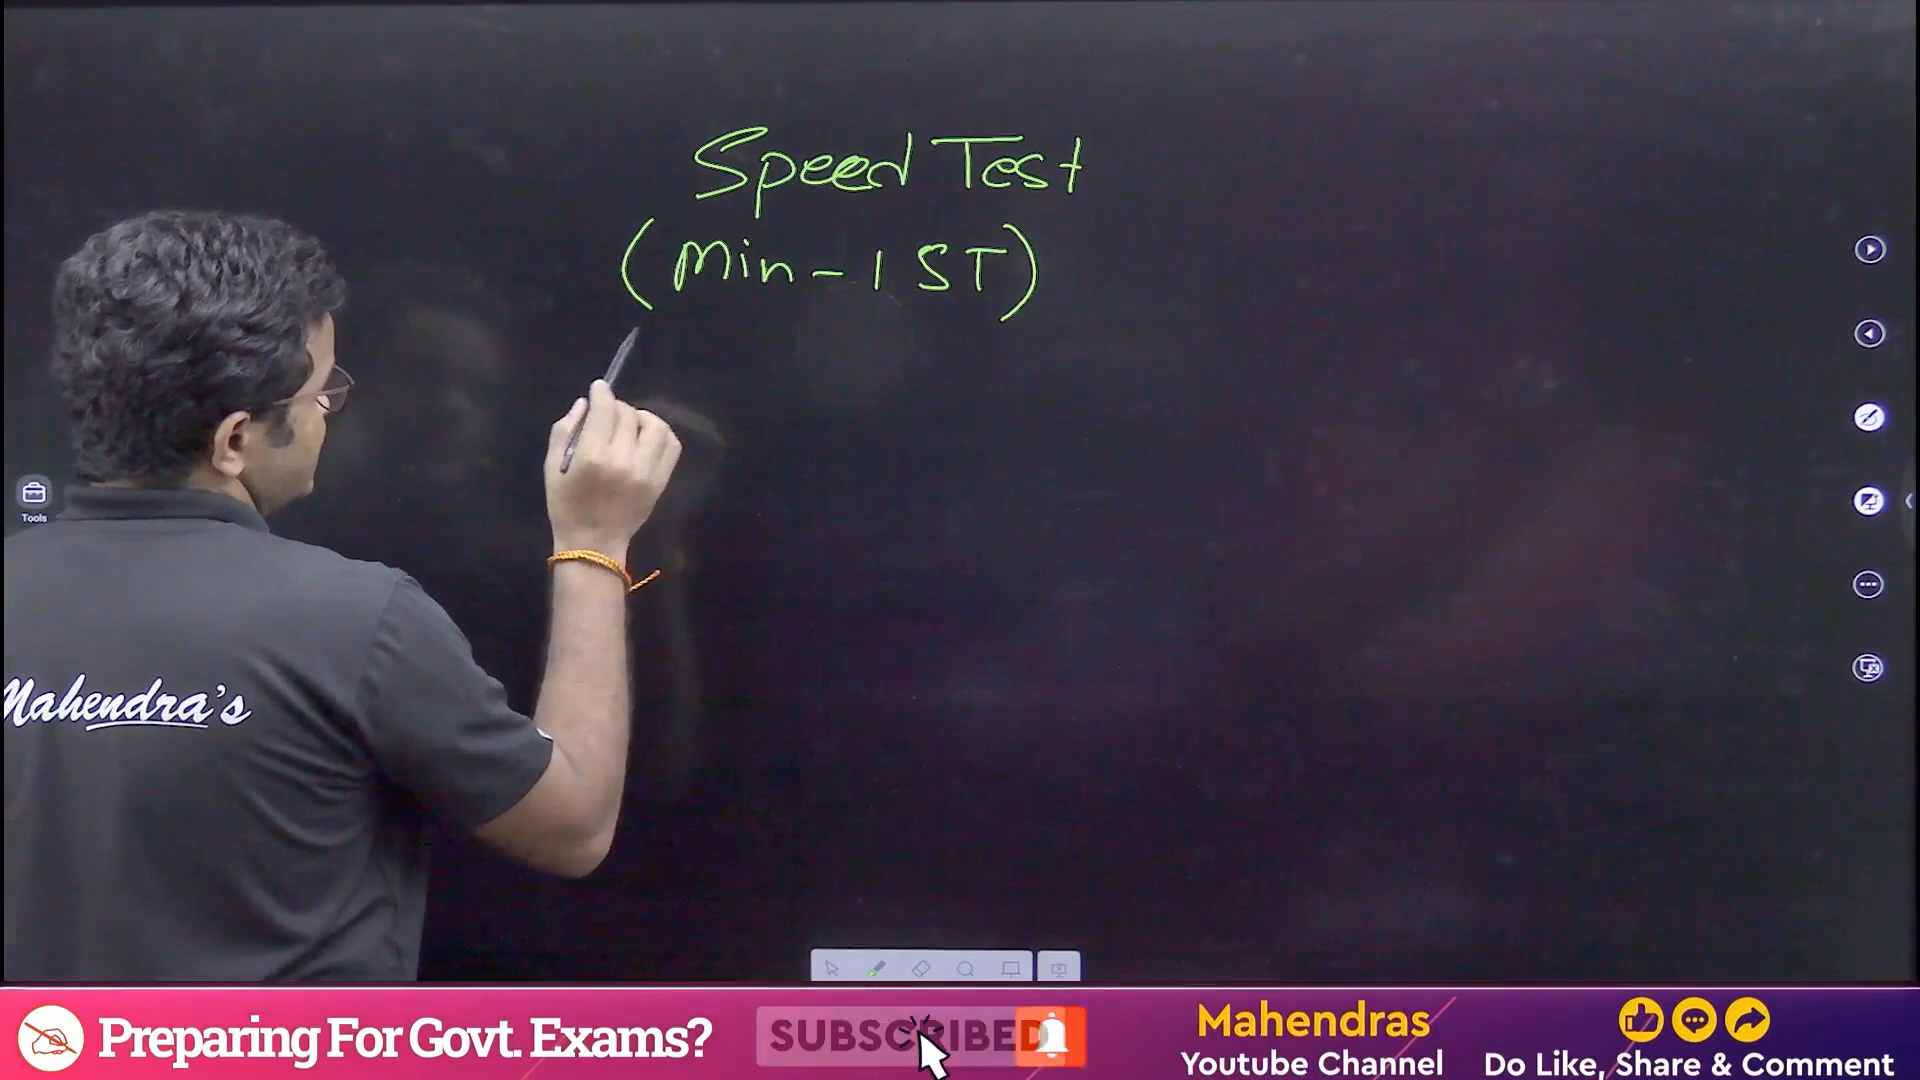 Speed Test
(Min - 1 ST)
Tools
Mahendra's
Preparing For Govt. Exams?
SUBSCRIBED
Mahendras
Youtube Channel
Do Like, Share & Comment